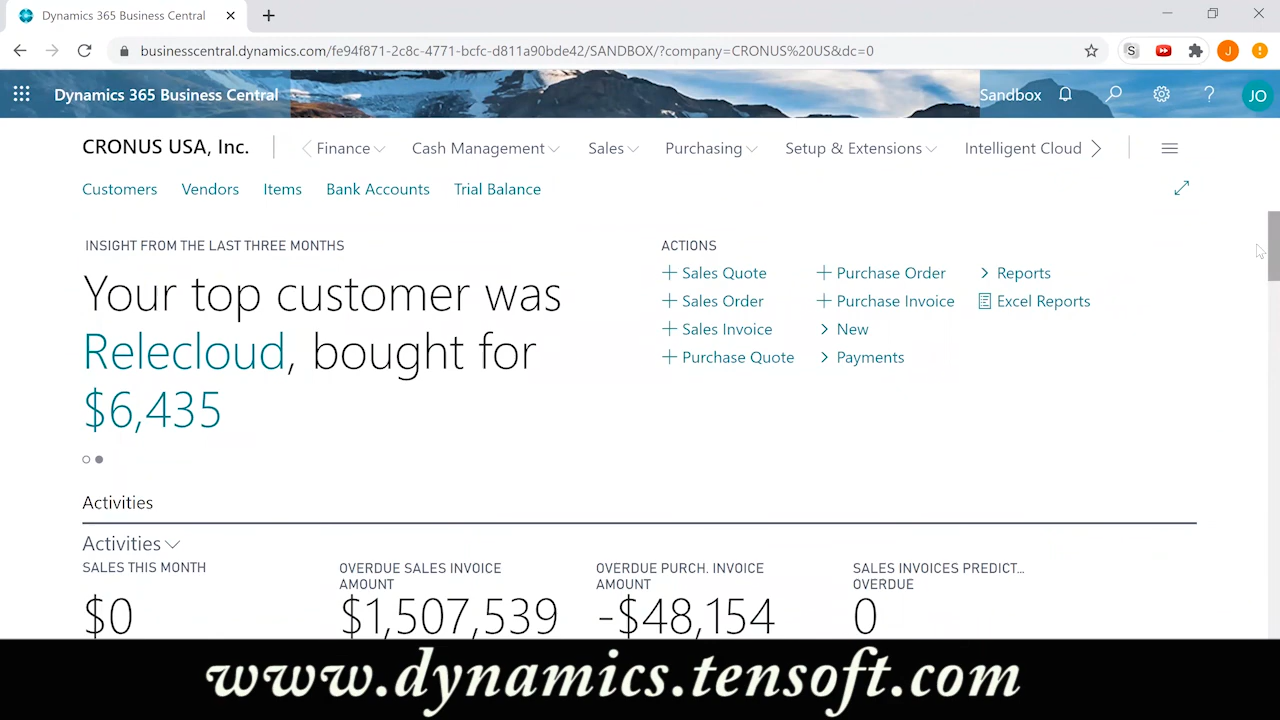 Dynamics 365 Business Central
businesscentral.dynamics.com/fe94f871-2c8c-4771-bcfc-d811a90bde42/SANDBOX/?company=CRONUS%20US&dc=0
S
J
Dynamics 365 Business Central
Sandbox
?
JO
CRONUS USA, Inc.
Finance
Cash Management
Sales
Purchasing
Setup & Extensions
Intelligent Cloud
Customers
Vendors
Items
Bank Accounts
Trial Balance
INSIGHT FROM THE LAST THREE MONTHS
Your top customer was
Relecloud, bought for
$6,435
ACTIONS
Sales Quote
Sales Order
Sales Invoice
Purchase Quote
Purchase Order
Purchase Invoice
New
Payments
Reports
Excel Reports
Activities
Activities
SALES THIS MONTH
$0
OVERDUE SALES INVOICE
AMOUNT
$1,507,539
OVERDUE PURCH. INVOICE
AMOUNT
-$48,154
SALES INVOICES PREDICT...
OVERDUE
0
www.dynamics.tensoft.com